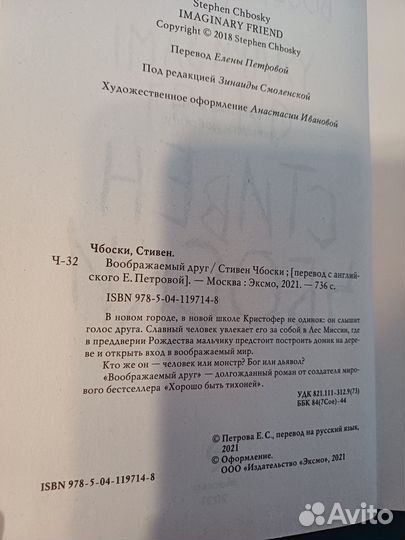 Stephen Chbosky
IMAGINARY FRIEND
Copyright © 2018 Stephen Chbosky
Перевод Елены Петровой
Под редакцией Зинаиды Смоленской
Художественное оформление Анастасии Ивановой
Чбоски, Стивен.
Ч-32 Воображаемый друг / Стивен Чбоски ; [перевод с англий-
ского Е. Петровой]. — Москва : Эксмо, 2021. — 736 с.
ISBN 978-5-04-119714-8
В новом городе, в новой школе Кристофер не одинок: он слышит
голос друга. Славный человек увлекает его за собой в Лес Миссии, где
в преддверии Рождества мальчику предстоит построить домик на дере-
ве и открыть вход в воображаемый мир.
Кто же он — человек или монстр? Бог или дьявол?
«Воображаемый друг» — долгожданный роман от создателя миро-
вого бестселлера «Хорошо быть тихоней».
УДК 821.111-312.9(73)
ББК 84(7Сое)-44
© Петрова Е. С., перевод на русский язык,
2021
© Оформление.
ООО «Издательство «Эксмо», 2021
ISBN 978-5-04-119714-8
Avito